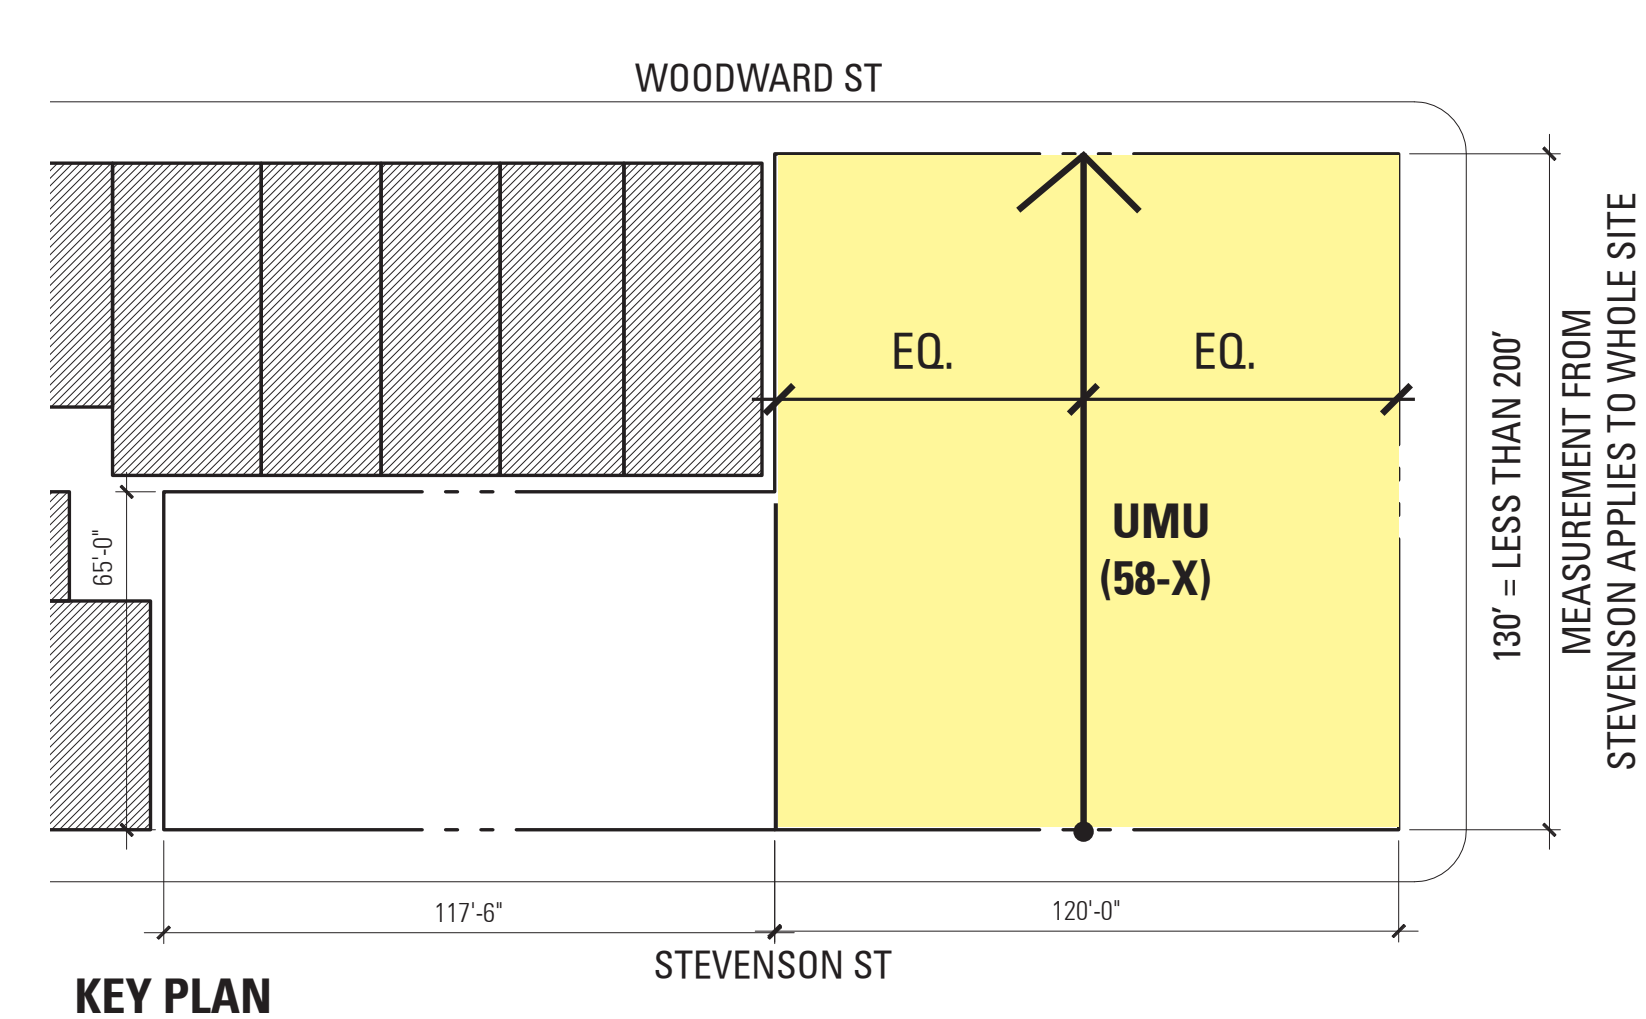 WOODWARD ST
EQ.
EQ.
UMU
(58-X)
65'-0"
130’ = LESS THAN 200’
MEASUREMENT FROM
STEVENSON APPLIES TO WHOLE SITE
117'-6"
120'-0"
STEVENSON ST
KEY PLAN